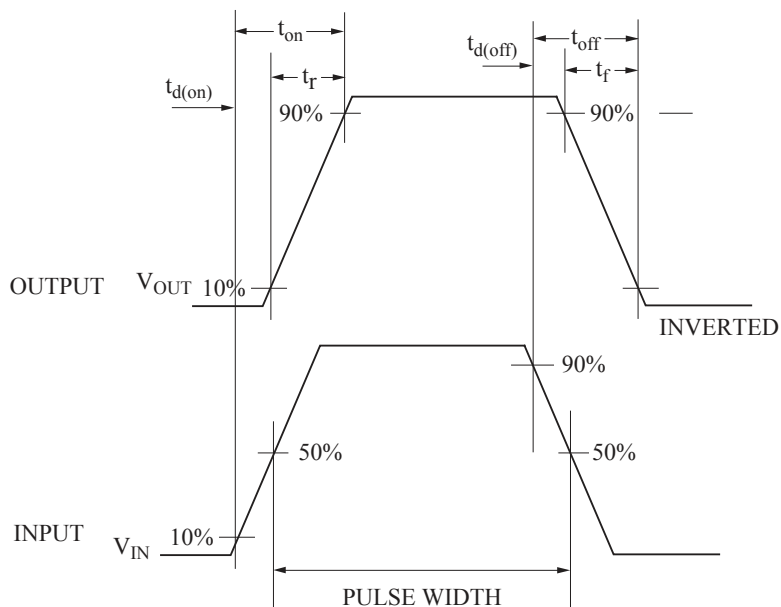 t_on
t_off
t_d(off)
t_r
t_f
t_d(on)
90%
90%
OUTPUT
V_OUT
10%
INVERTED
90%
50%
50%
INPUT
V_IN
10%
PULSE WIDTH